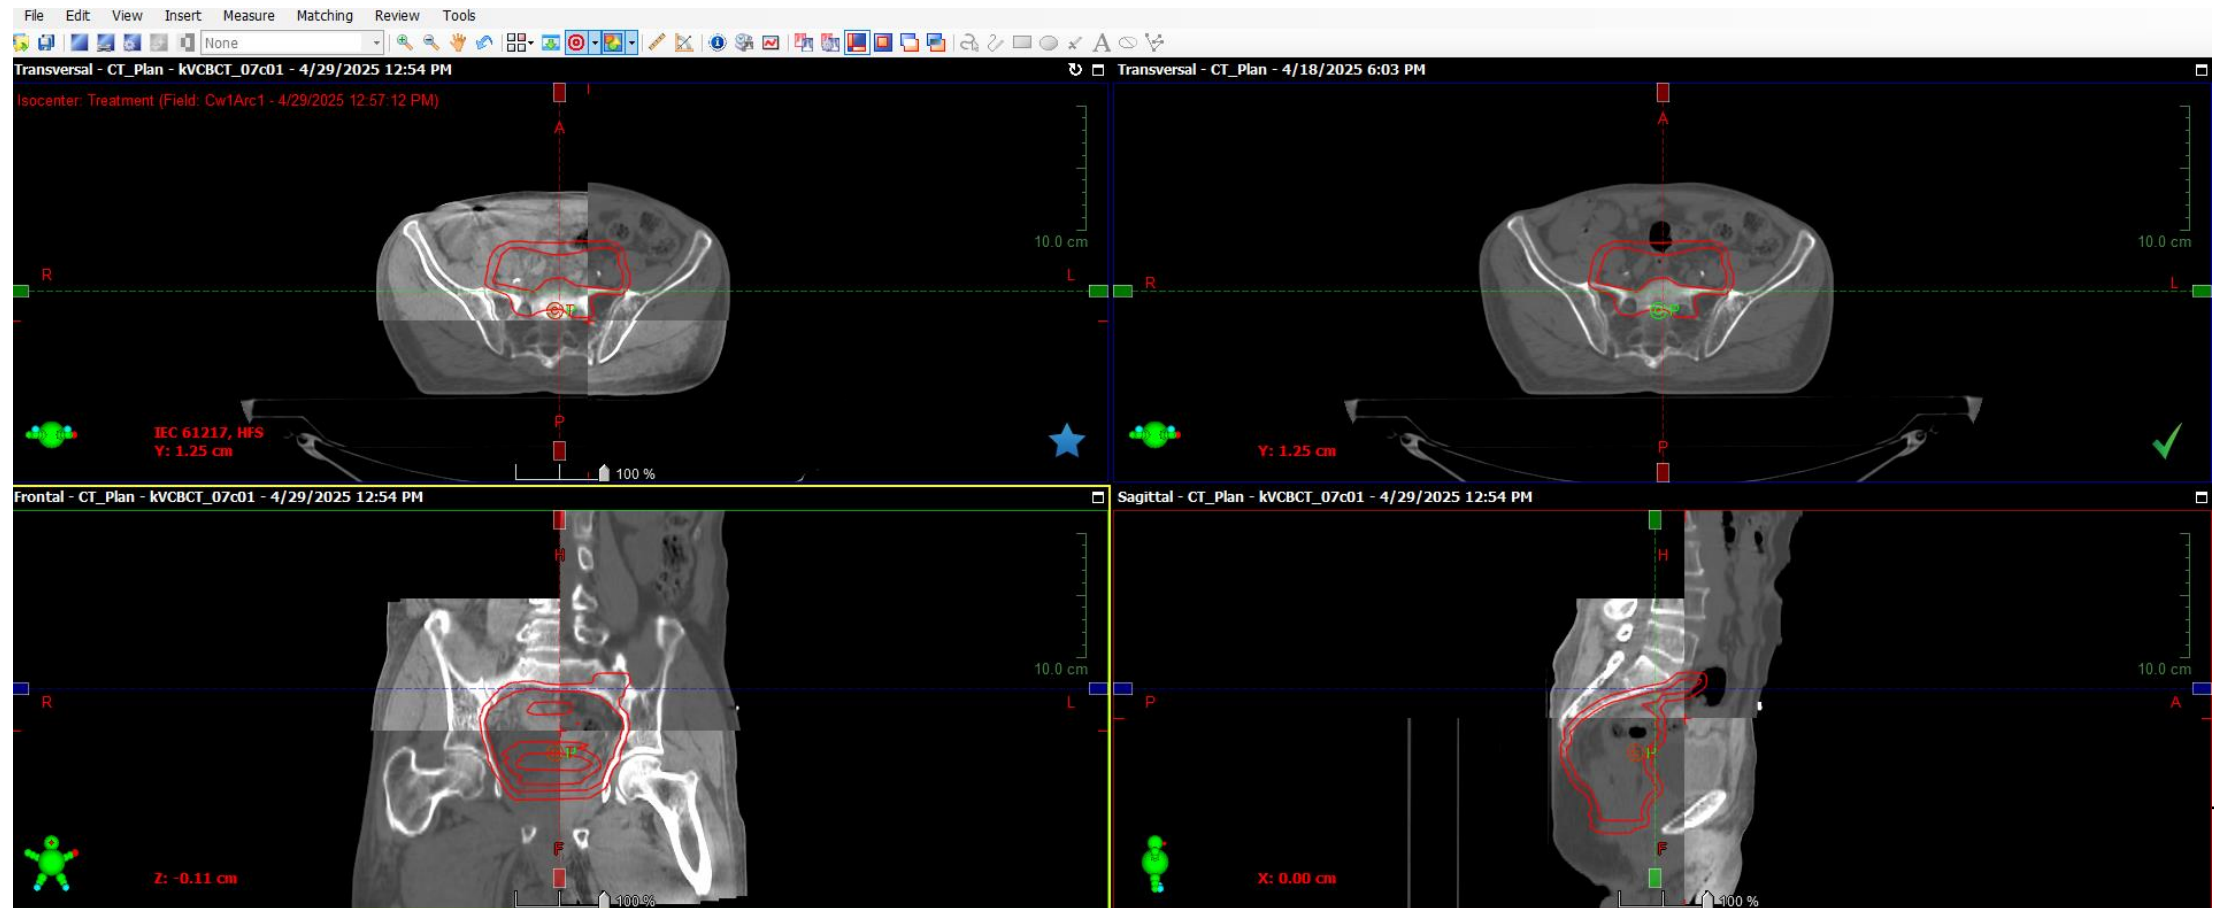 File Edit View Insert Measure Matching Review Tools
None
Transversal - CT_Plan - kVCBCT_07c01 - 4/29/2025 12:54 PM
Isocenter: Treatment (Field: Cw1Arc1 - 4/29/2025 12:57:12 PM)
A
R
L
10.0 cm
P
IEC 61217, HFS
Y: 1.25 cm
100 %
Transversal - CT_Plan - 4/18/2025 6:03 PM
A
R
L
10.0 cm
P
Y: 1.25 cm
Frontal - CT_Plan - kVCBCT_07c01 - 4/29/2025 12:54 PM
H
R
L
10.0 cm
F
Z: -0.11 cm
100 %
Sagittal - CT_Plan - kVCBCT_07c01 - 4/29/2025 12:54 PM
H
P
A
10.0 cm
F
X: 0.00 cm
100 %